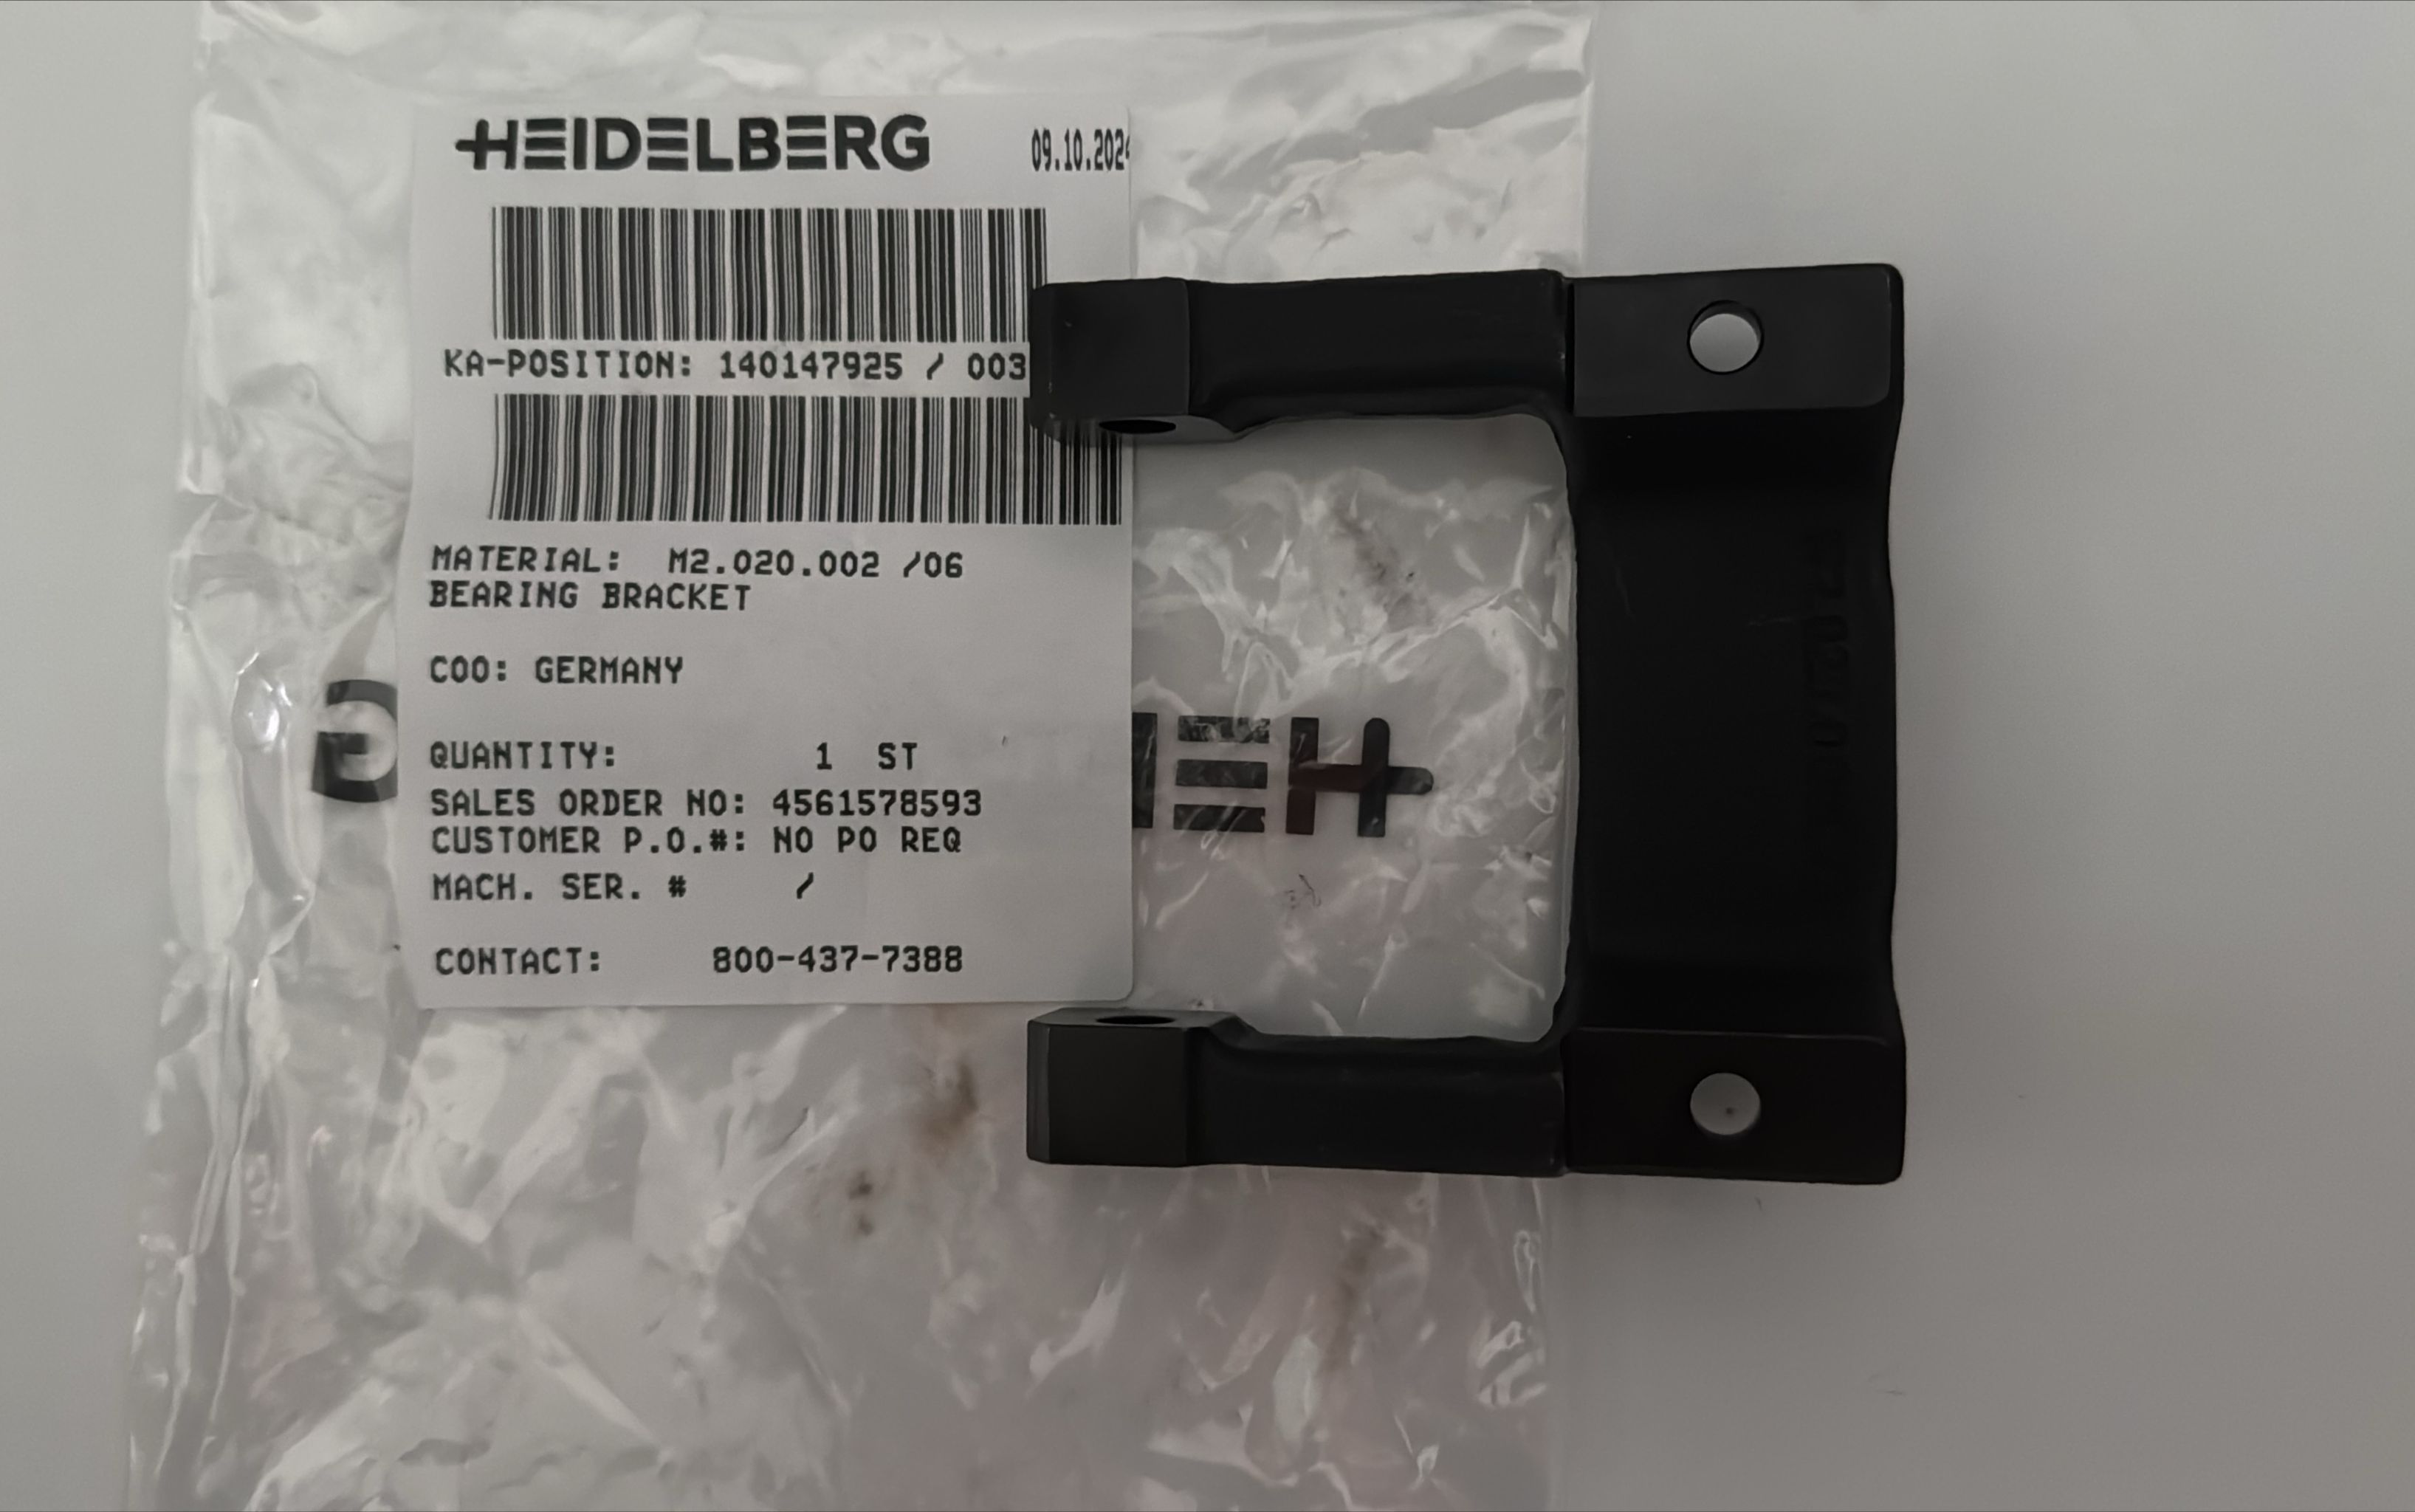 HEIDELBERG
09.10.202
KA-POSITION: 140147925 / 003
MATERIAL: M2.020.002 /06
BEARING BRACKET
COO: GERMANY
QUANTITY: 1 ST
SALES ORDER NO: 4561578593
CUSTOMER P.O.#: NO PO REQ
MACH. SER. # /
CONTACT: 800-437-7388